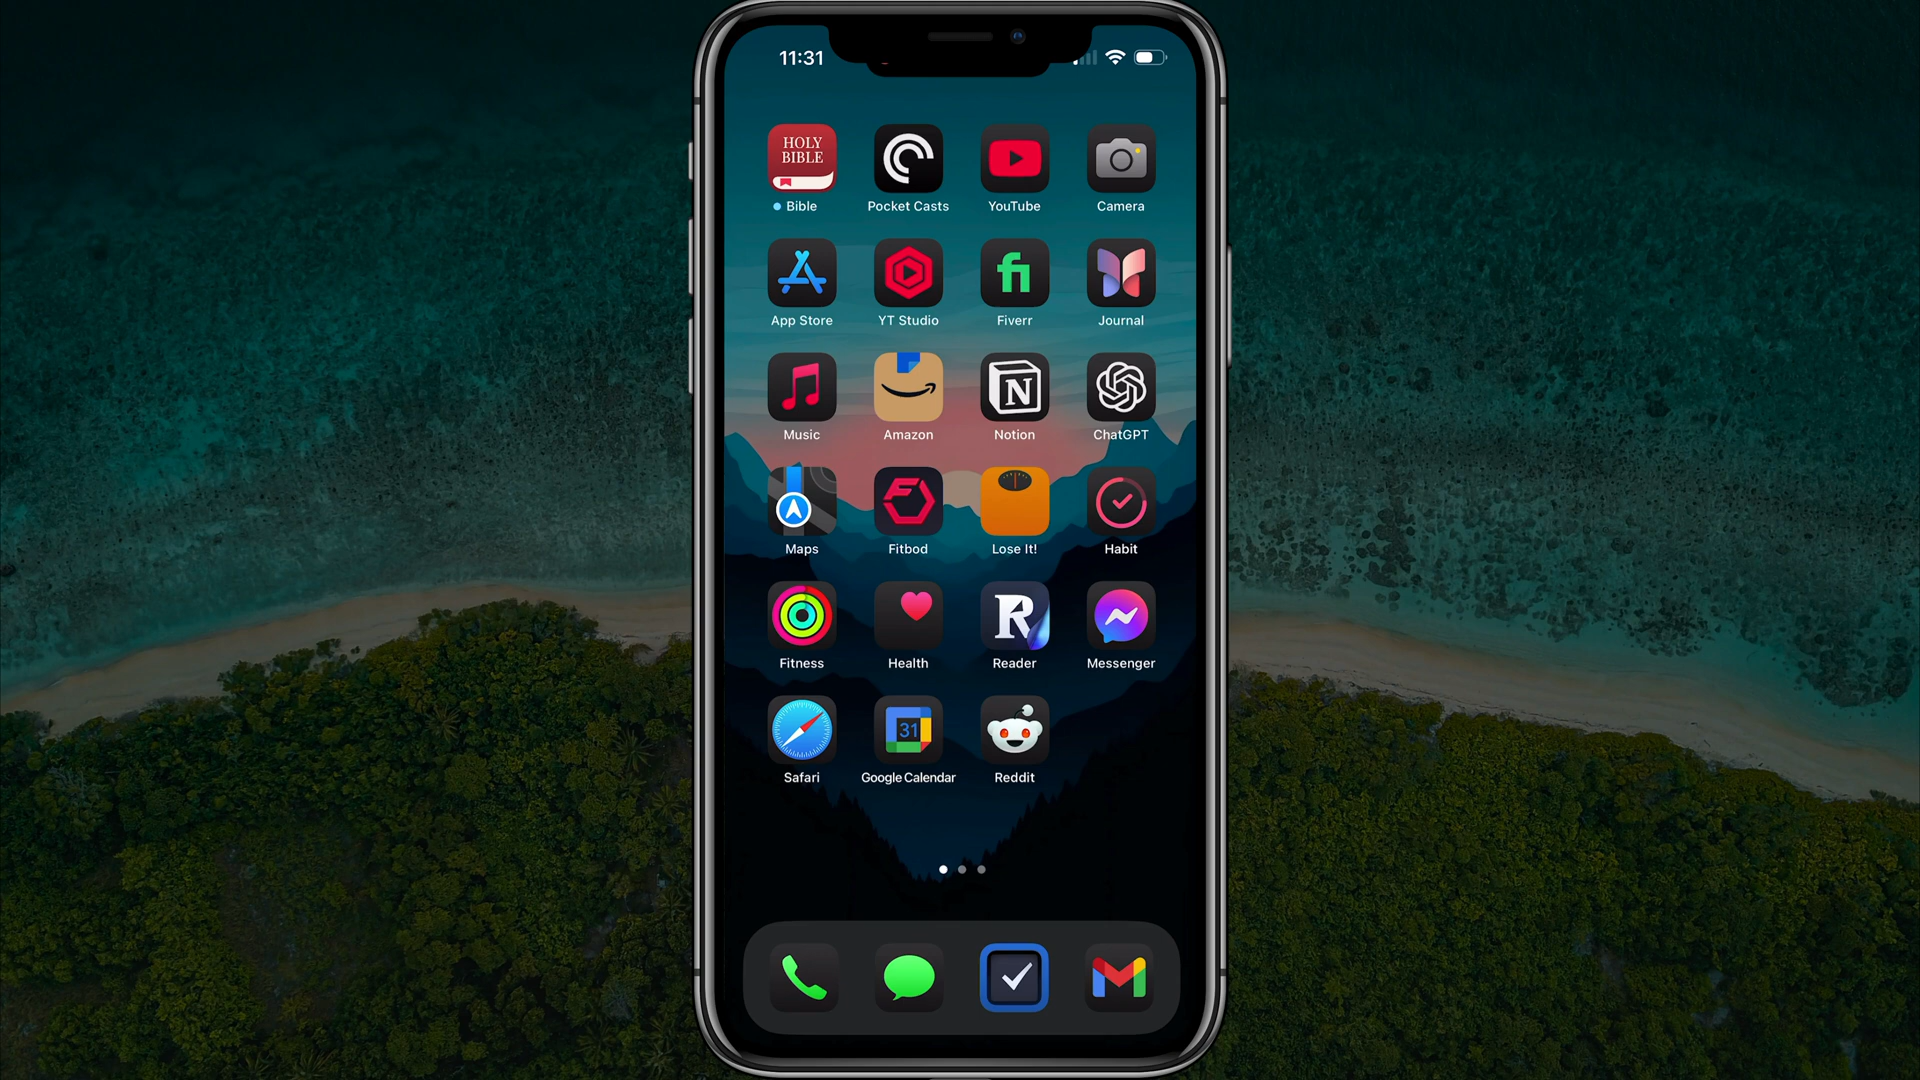 11:31
HOLY
BIBLE
Bible
Pocket Casts
YouTube
Camera
fi
App Store
YT Studio
Fiverr
Journal
N
Music
Amazon
Notion
ChatGPT
Maps
Fitbod
Lose It!
Habit
R
Fitness
Health
Reader
Messenger
31
Safari
Google Calendar
Reddit